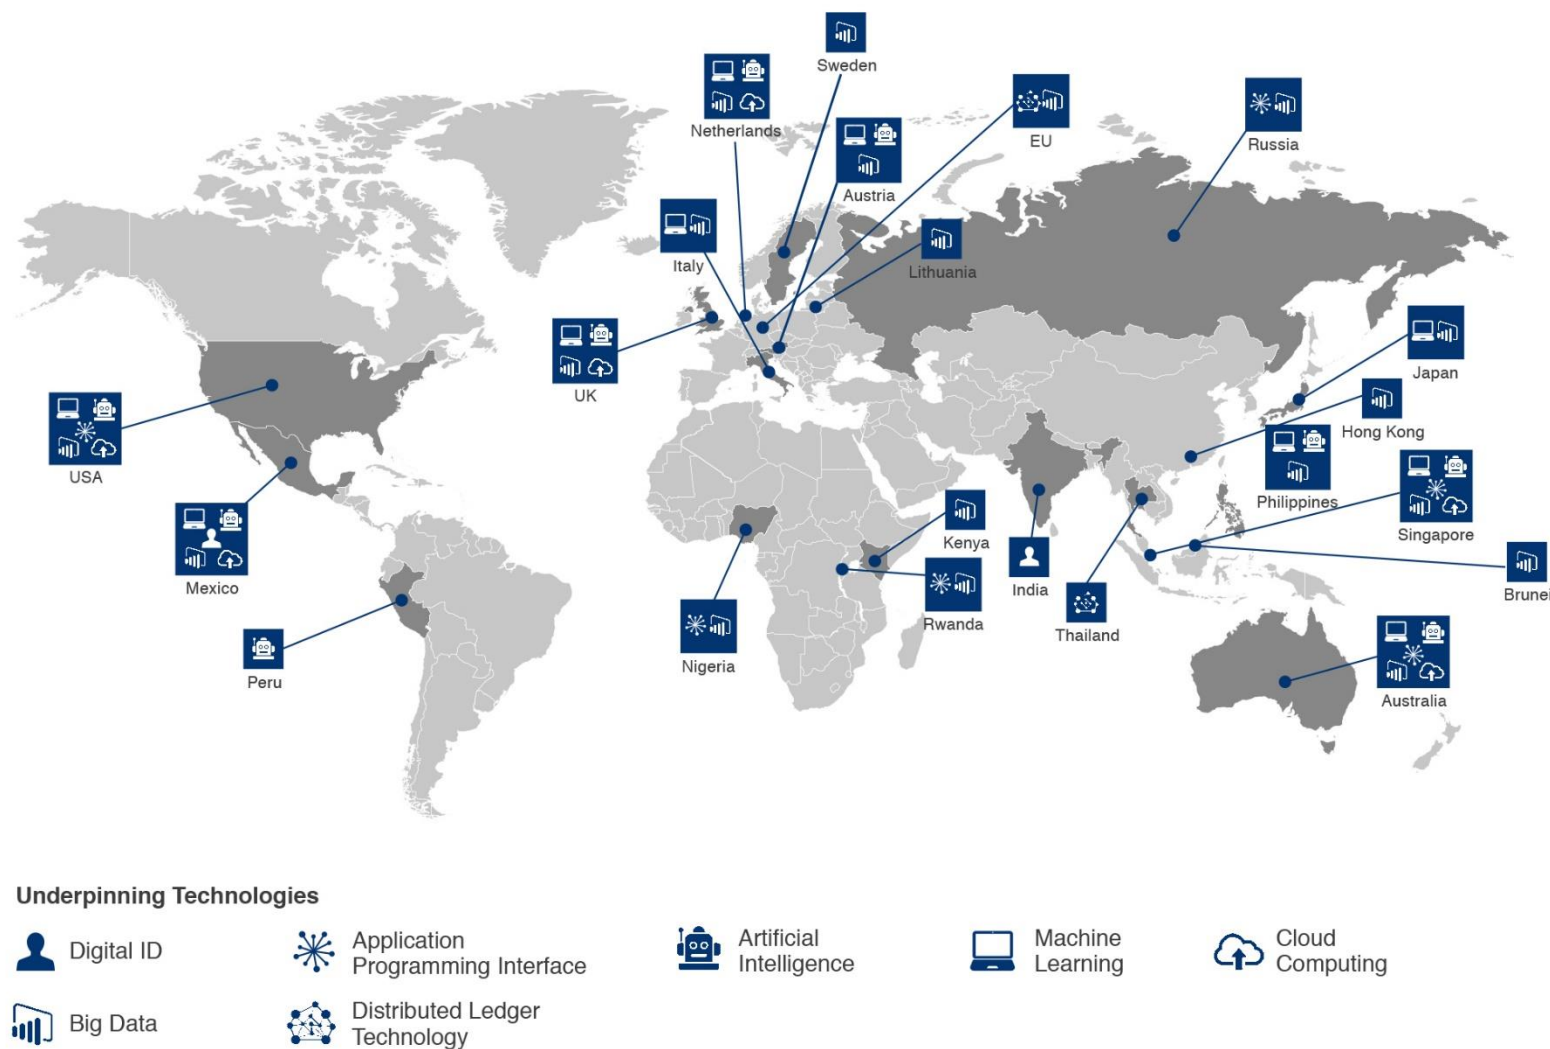 Sweden
Netherlands
EU
Russia
Austria
Italy
Lithuania
UK
Japan
USA
Hong Kong
Philippines
Singapore
Mexico
Kenya
India
Brunei
Rwanda
Thailand
Nigeria
Peru
Australia
Underpinning Technologies
Digital ID
Application
Programming Interface
Artificial
Intelligence
Machine
Learning
Cloud
Computing
Big Data
Distributed Ledger
Technology